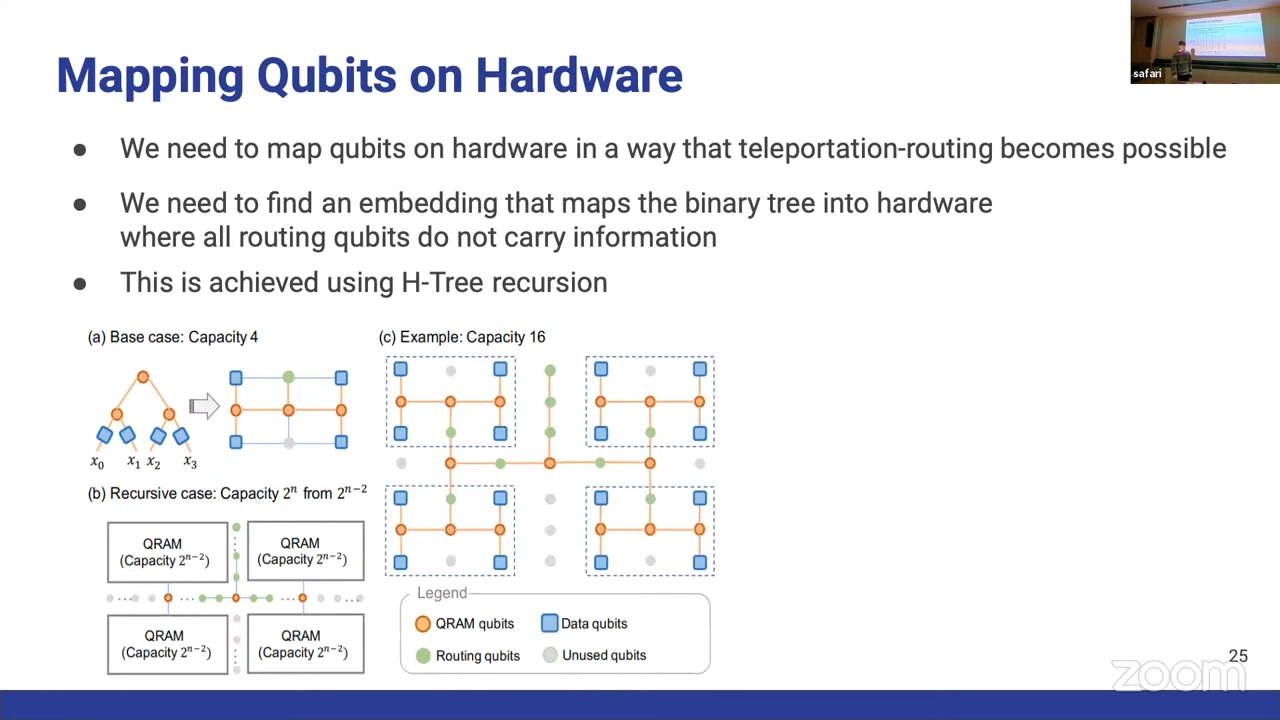 Mapping Qubits on Hardware
safari
● We need to map qubits on hardware in a way that teleportation-routing becomes possible
● We need to find an embedding that maps the binary tree into hardware
where all routing qubits do not carry information
● This is achieved using H-Tree recursion
(a) Base case: Capacity 4
x₀ x₁ x₂ x₃
(b) Recursive case: Capacity 2ⁿ from 2ⁿ⁻²
QRAM
(Capacity 2ⁿ⁻²)
QRAM
(Capacity 2ⁿ⁻²)
QRAM
(Capacity 2ⁿ⁻²)
QRAM
(Capacity 2ⁿ⁻²)
(c) Example: Capacity 16
Legend
QRAM qubits
Data qubits
Routing qubits
Unused qubits
25
zoom